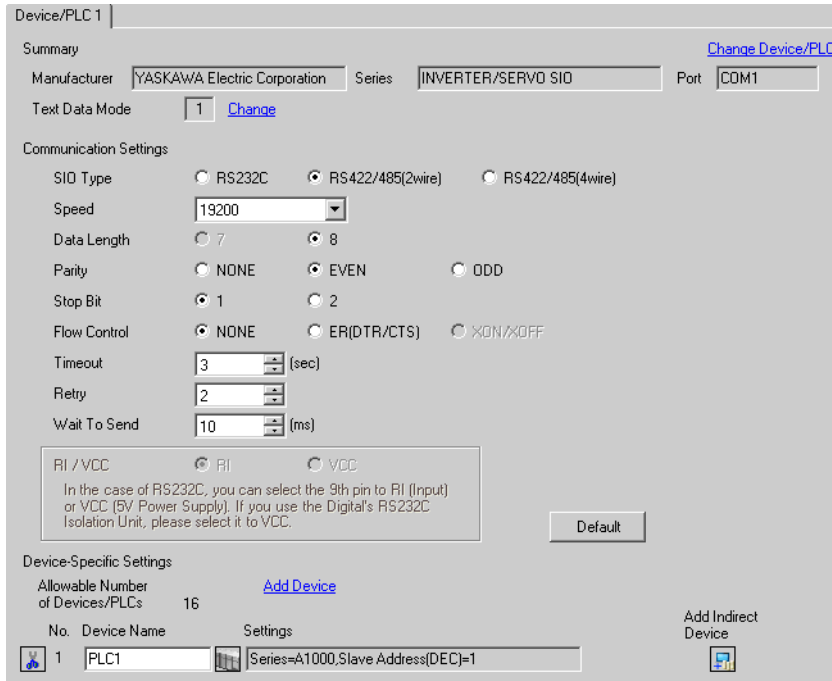 Device/PLC 1
Summary
Change Device/PLC
Manufacturer YASKAWA Electric Corporation Series INVERTER/SERVO SIO Port COM1
Text Data Mode 1 Change
Communication Settings
SIO Type RS232C RS422/485(2wire) RS422/485(4wire)
Speed 19200
Data Length 7 8
Parity NONE EVEN ODD
Stop Bit 1 2
Flow Control NONE ER(DTR/CTS) XON/XOFF
Timeout 3 (sec)
Retry 2
Wait To Send 10 (ms)
RI / VCC RI VCC
In the case of RS232C, you can select the 9th pin to RI (Input)
or VCC (5V Power Supply). If you use the Digital's RS232C
Isolation Unit, please select it to VCC.
Default
Device-Specific Settings
Allowable Number
of Devices/PLCs 16
Add Device
Add Indirect
Device
No. Device Name Settings
1 PLC1 Series=A1000,Slave Address(DEC)=1